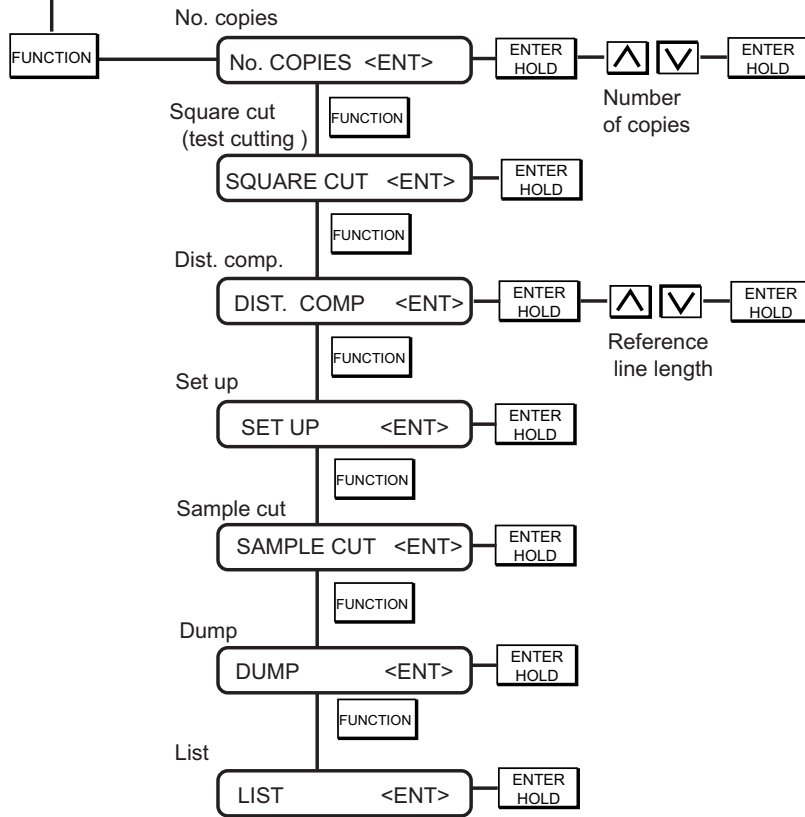 No. copies
FUNCTION
No. COPIES <ENT>
ENTER
HOLD
ENTER
HOLD
Number
of copies
Square cut
(test cutting )
FUNCTION
SQUARE CUT <ENT>
ENTER
HOLD
FUNCTION
Dist. comp.
DIST. COMP <ENT>
ENTER
HOLD
ENTER
HOLD
Reference
line length
FUNCTION
Set up
SET UP <ENT>
ENTER
HOLD
FUNCTION
Sample cut
SAMPLE CUT <ENT>
ENTER
HOLD
FUNCTION
Dump
DUMP <ENT>
ENTER
HOLD
FUNCTION
List
LIST <ENT>
ENTER
HOLD